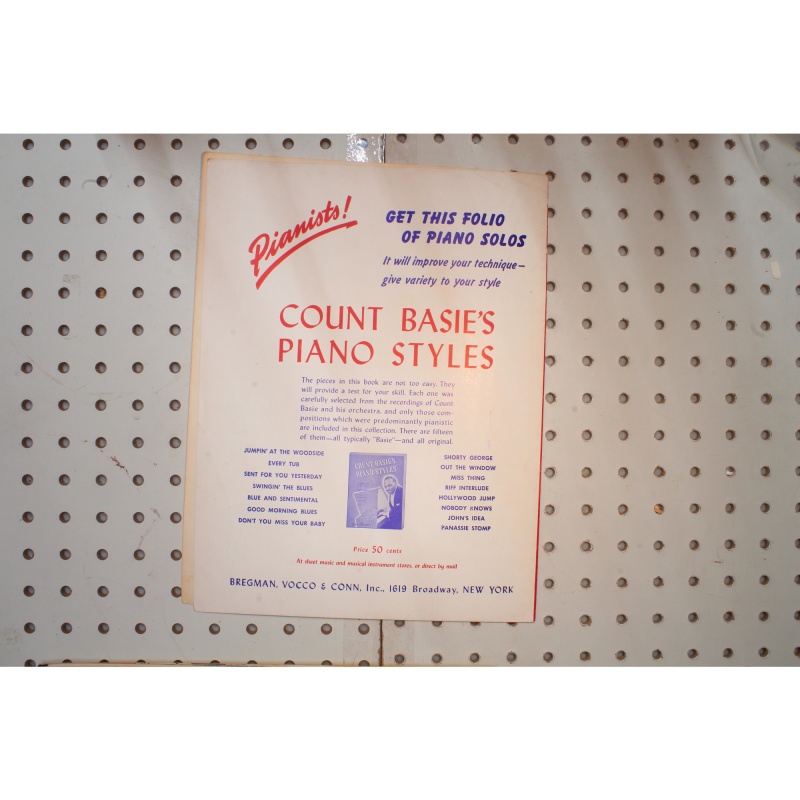 Pianists!
GET THIS FOLIO
OF PIANO SOLOS
It will improve your technique—
give variety to your style
COUNT BASIE'S
PIANO STYLES
The pieces in this book are not too easy. They
will provide a test for your skill. Each one was
carefully selected from the recordings of Count
Basie and his orchestra, and only those com-
positions which were predominantly pianistic
are included in this collection. There are fifteen
of them—all typically "Basie"—and all original.
JUMPIN' AT THE WOODSIDE
EVERY TUB
SENT FOR YOU YESTERDAY
SWINGIN' THE BLUES
BLUE AND SENTIMENTAL
GOOD MORNING BLUES
DON'T YOU MISS YOUR BABY
COUNT BASIE'S
PIANO STYLES
SHORTY GEORGE
OUT THE WINDOW
MISS THING
RIFF INTERLUDE
HOLLYWOOD JUMP
NOBODY KNOWS
JOHN'S IDEA
PANASSIE STOMP
Price 50 cents
At sheet music and musical instrument stores, or direct by mail
BREGMAN, VOCCO & CONN, Inc., 1619 Broadway, NEW YORK